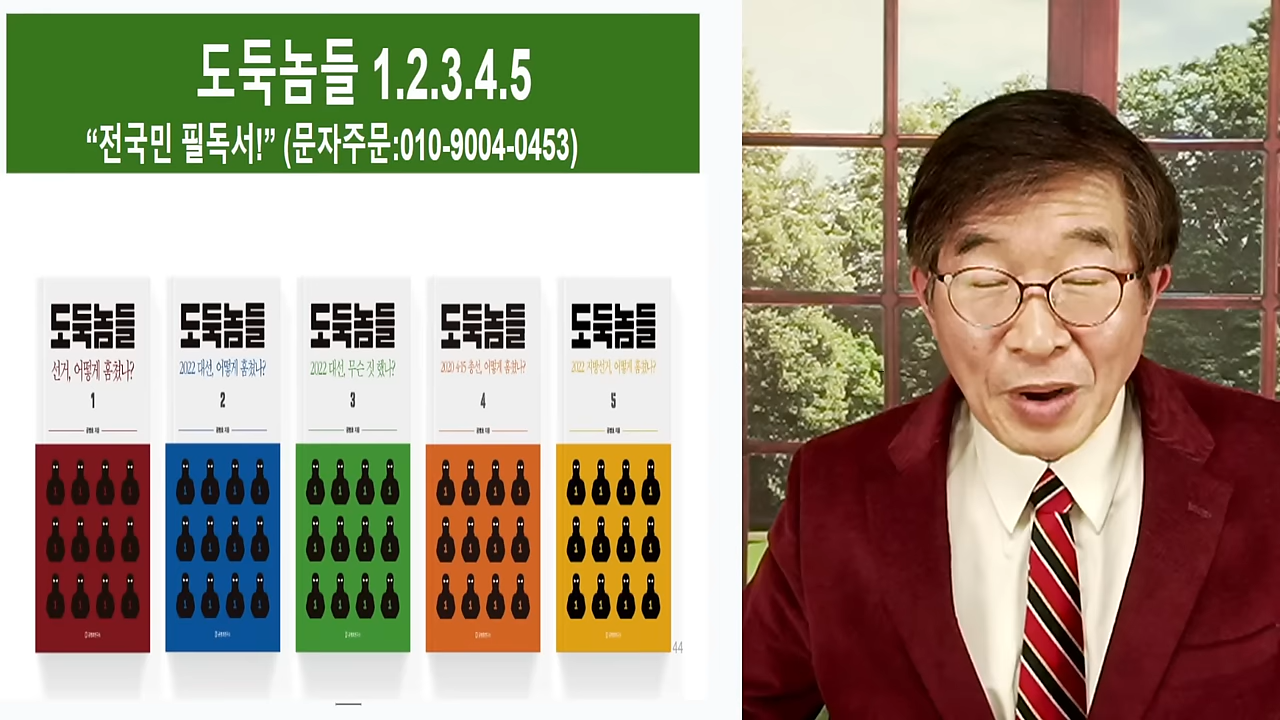 도둑놈들 1.2.3.4.5
“전국민 필독서!” (문자주문:010-9004-0453)
도둑놈들
선거, 어떻게 훔쳤나?
1
도둑놈들
2022 대선, 어떻게 훔쳤나?
2
도둑놈들
2022 대선, 무슨 짓 했나?
3
도둑놈들
2020 4·15 총선, 어떻게 훔쳤나?
4
도둑놈들
2022 지방선거, 어떻게 훔쳤나?
5
44